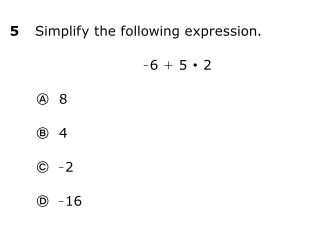 5 Simplify the following expression.
-6 + 5 • 2
Ⓐ 8
Ⓑ 4
Ⓒ -2
Ⓓ -16